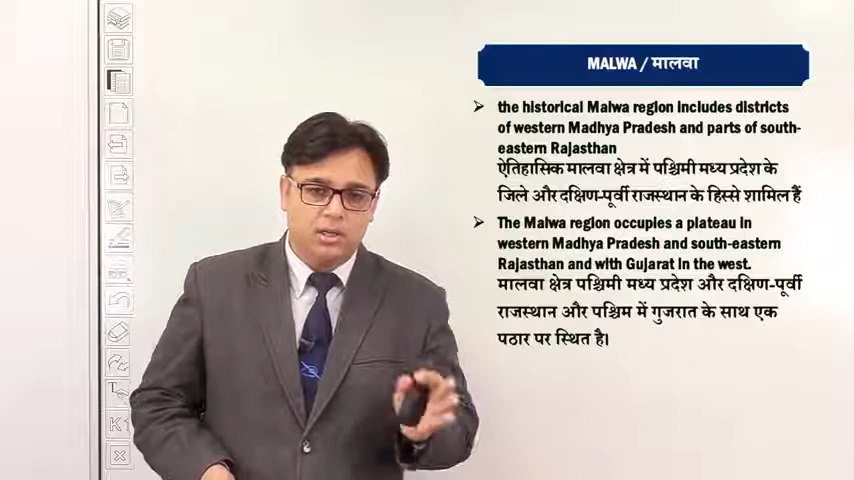 MALWA / मालवा
the historical Malwa region includes districts
of western Madhya Pradesh and parts of south-
eastern Rajasthan
ऐतिहासिक मालवा क्षेत्र में पश्चिमी मध्य प्रदेश के
जिले और दक्षिण-पूर्वी राजस्थान के हिस्से शामिल हैं
The Malwa region occupies a plateau in
western Madhya Pradesh and south-eastern
Rajasthan and with Gujarat in the west.
मालवा क्षेत्र पश्चिमी मध्य प्रदेश और दक्षिण-पूर्वी
राजस्थान और पश्चिम में गुजरात के साथ एक
पठार पर स्थित है।